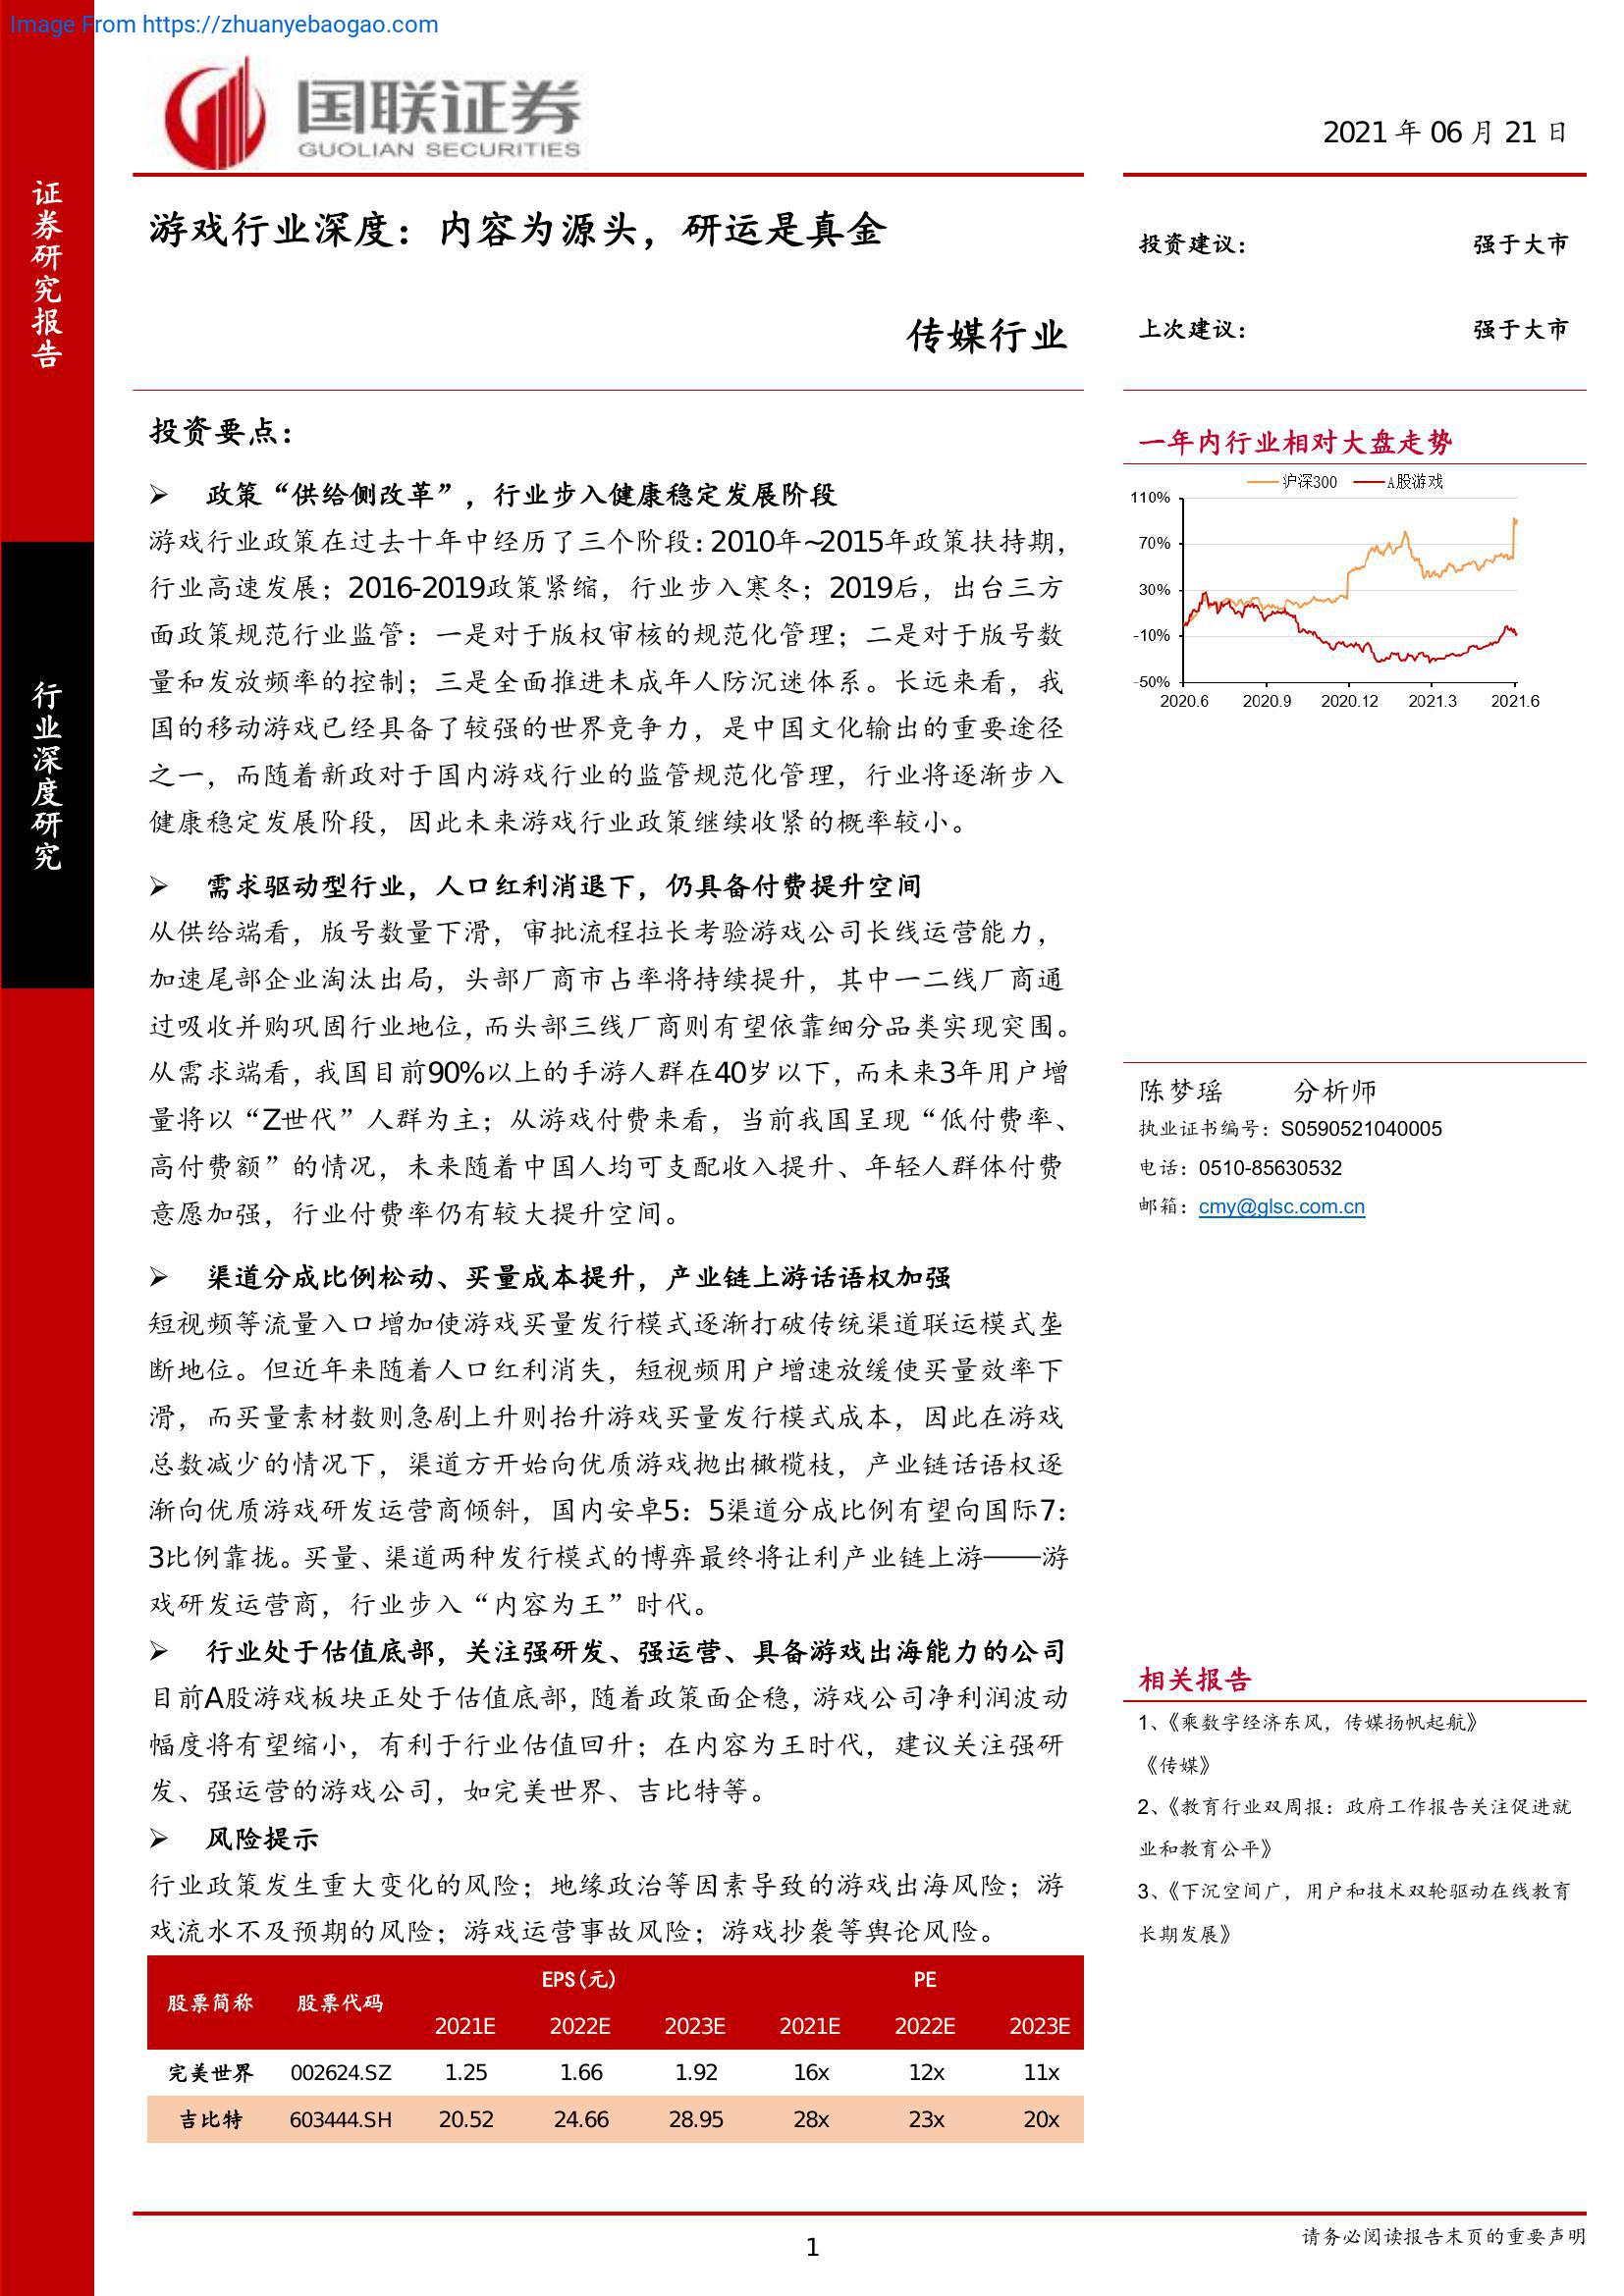 Image From https://zhuanyebaogao.com
国联证券
GUOLIAN SECURITIES
2021 年 06 月 21 日
证券研究报告
行业深度研究
游戏行业深度：内容为源头，研运是真金
传媒行业
投资建议： 强于大市
上次建议： 强于大市
投资要点：
➢ 政策“供给侧改革”，行业步入健康稳定发展阶段
游戏行业政策在过去十年中经历了三个阶段：2010年~2015年政策扶持期，
行业高速发展；2016-2019政策紧缩，行业步入寒冬；2019后，出台三方
面政策规范行业监管：一是对于版权审核的规范化管理；二是对于版号数
量和发放频率的控制；三是全面推进未成年人防沉迷体系。长远来看，我
国的移动游戏已经具备了较强的世界竞争力，是中国文化输出的重要途径
之一，而随着新政对于国内游戏行业的监管规范化管理，行业将逐渐步入
健康稳定发展阶段，因此未来游戏行业政策继续收紧的概率较小。
➢ 需求驱动型行业，人口红利消退下，仍具备付费提升空间
从供给端看，版号数量下滑，审批流程拉长考验游戏公司长线运营能力，
加速尾部企业淘汰出局，头部厂商市占率将持续提升，其中一二线厂商通
过吸收并购巩固行业地位，而头部三线厂商则有望依靠细分品类实现突围。
从需求端看，我国目前90%以上的手游人群在40岁以下，而未来3年用户增
量将以“Z世代”人群为主；从游戏付费来看，当前我国呈现“低付费率、
高付费额”的情况，未来随着中国人均可支配收入提升、年轻人群体付费
意愿加强，行业付费率仍有较大提升空间。
➢ 渠道分成比例松动、买量成本提升，产业链上游话语权加强
短视频等流量入口增加使游戏买量发行模式逐渐打破传统渠道联运模式垄
断地位。但近年来随着人口红利消失，短视频用户增速放缓使买量效率下
滑，而买量素材数则急剧上升则抬升游戏买量发行模式成本，因此在游戏
总数减少的情况下，渠道方开始向优质游戏抛出橄榄枝，产业链话语权逐
渐向优质游戏研发运营商倾斜，国内安卓5：5渠道分成比例有望向国际7：
3比例靠拢。买量、渠道两种发行模式的博弈最终将让利产业链上游——游
戏研发运营商，行业步入“内容为王”时代。
➢ 行业处于估值底部，关注强研发、强运营、具备游戏出海能力的公司
目前A股游戏板块正处于估值底部，随着政策面企稳，游戏公司净利润波动
幅度将有望缩小，有利于行业估值回升；在内容为王时代，建议关注强研
发、强运营的游戏公司，如完美世界、吉比特等。
➢ 风险提示
行业政策发生重大变化的风险；地缘政治等因素导致的游戏出海风险；游
戏流水不及预期的风险；游戏运营事故风险；游戏抄袭等舆论风险。
股票简称 股票代码 EPS(元) PE
2021E 2022E 2023E 2021E 2022E 2023E
完美世界 002624.SZ 1.25 1.66 1.92 16x 12x 11x
吉比特 603444.SH 20.52 24.66 28.95 28x 23x 20x
一年内行业相对大盘走势
沪深300 A股游戏
110%
70%
30%
-10%
-50%
2020.6 2020.9 2020.12 2021.3 2021.6
陈梦瑶 分析师
执业证书编号：S0590521040005
电话：0510-85630532
邮箱：cmy@glsc.com.cn
相关报告
1、《乘数字经济东风，传媒扬帆起航》
《传媒》
2、《教育行业双周报：政府工作报告关注促进就
业和教育公平》
3、《下沉空间广，用户和技术双轮驱动在线教育
长期发展》
1
请务必阅读报告末页的重要声明